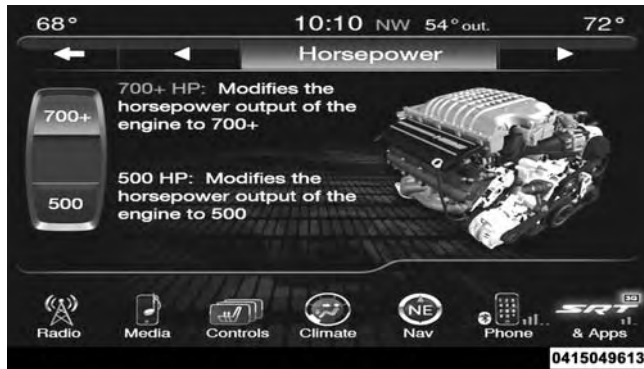 68° 10:10 NW 54° out. 72°
Horsepower
700+ HP: Modifies the
horsepower output of the
engine to 700+
700+
500 HP: Modifies the
horsepower output of the
engine to 500
500
NE
3G
SRT
Radio Media Controls Climate Nav Phone & Apps
0415049613